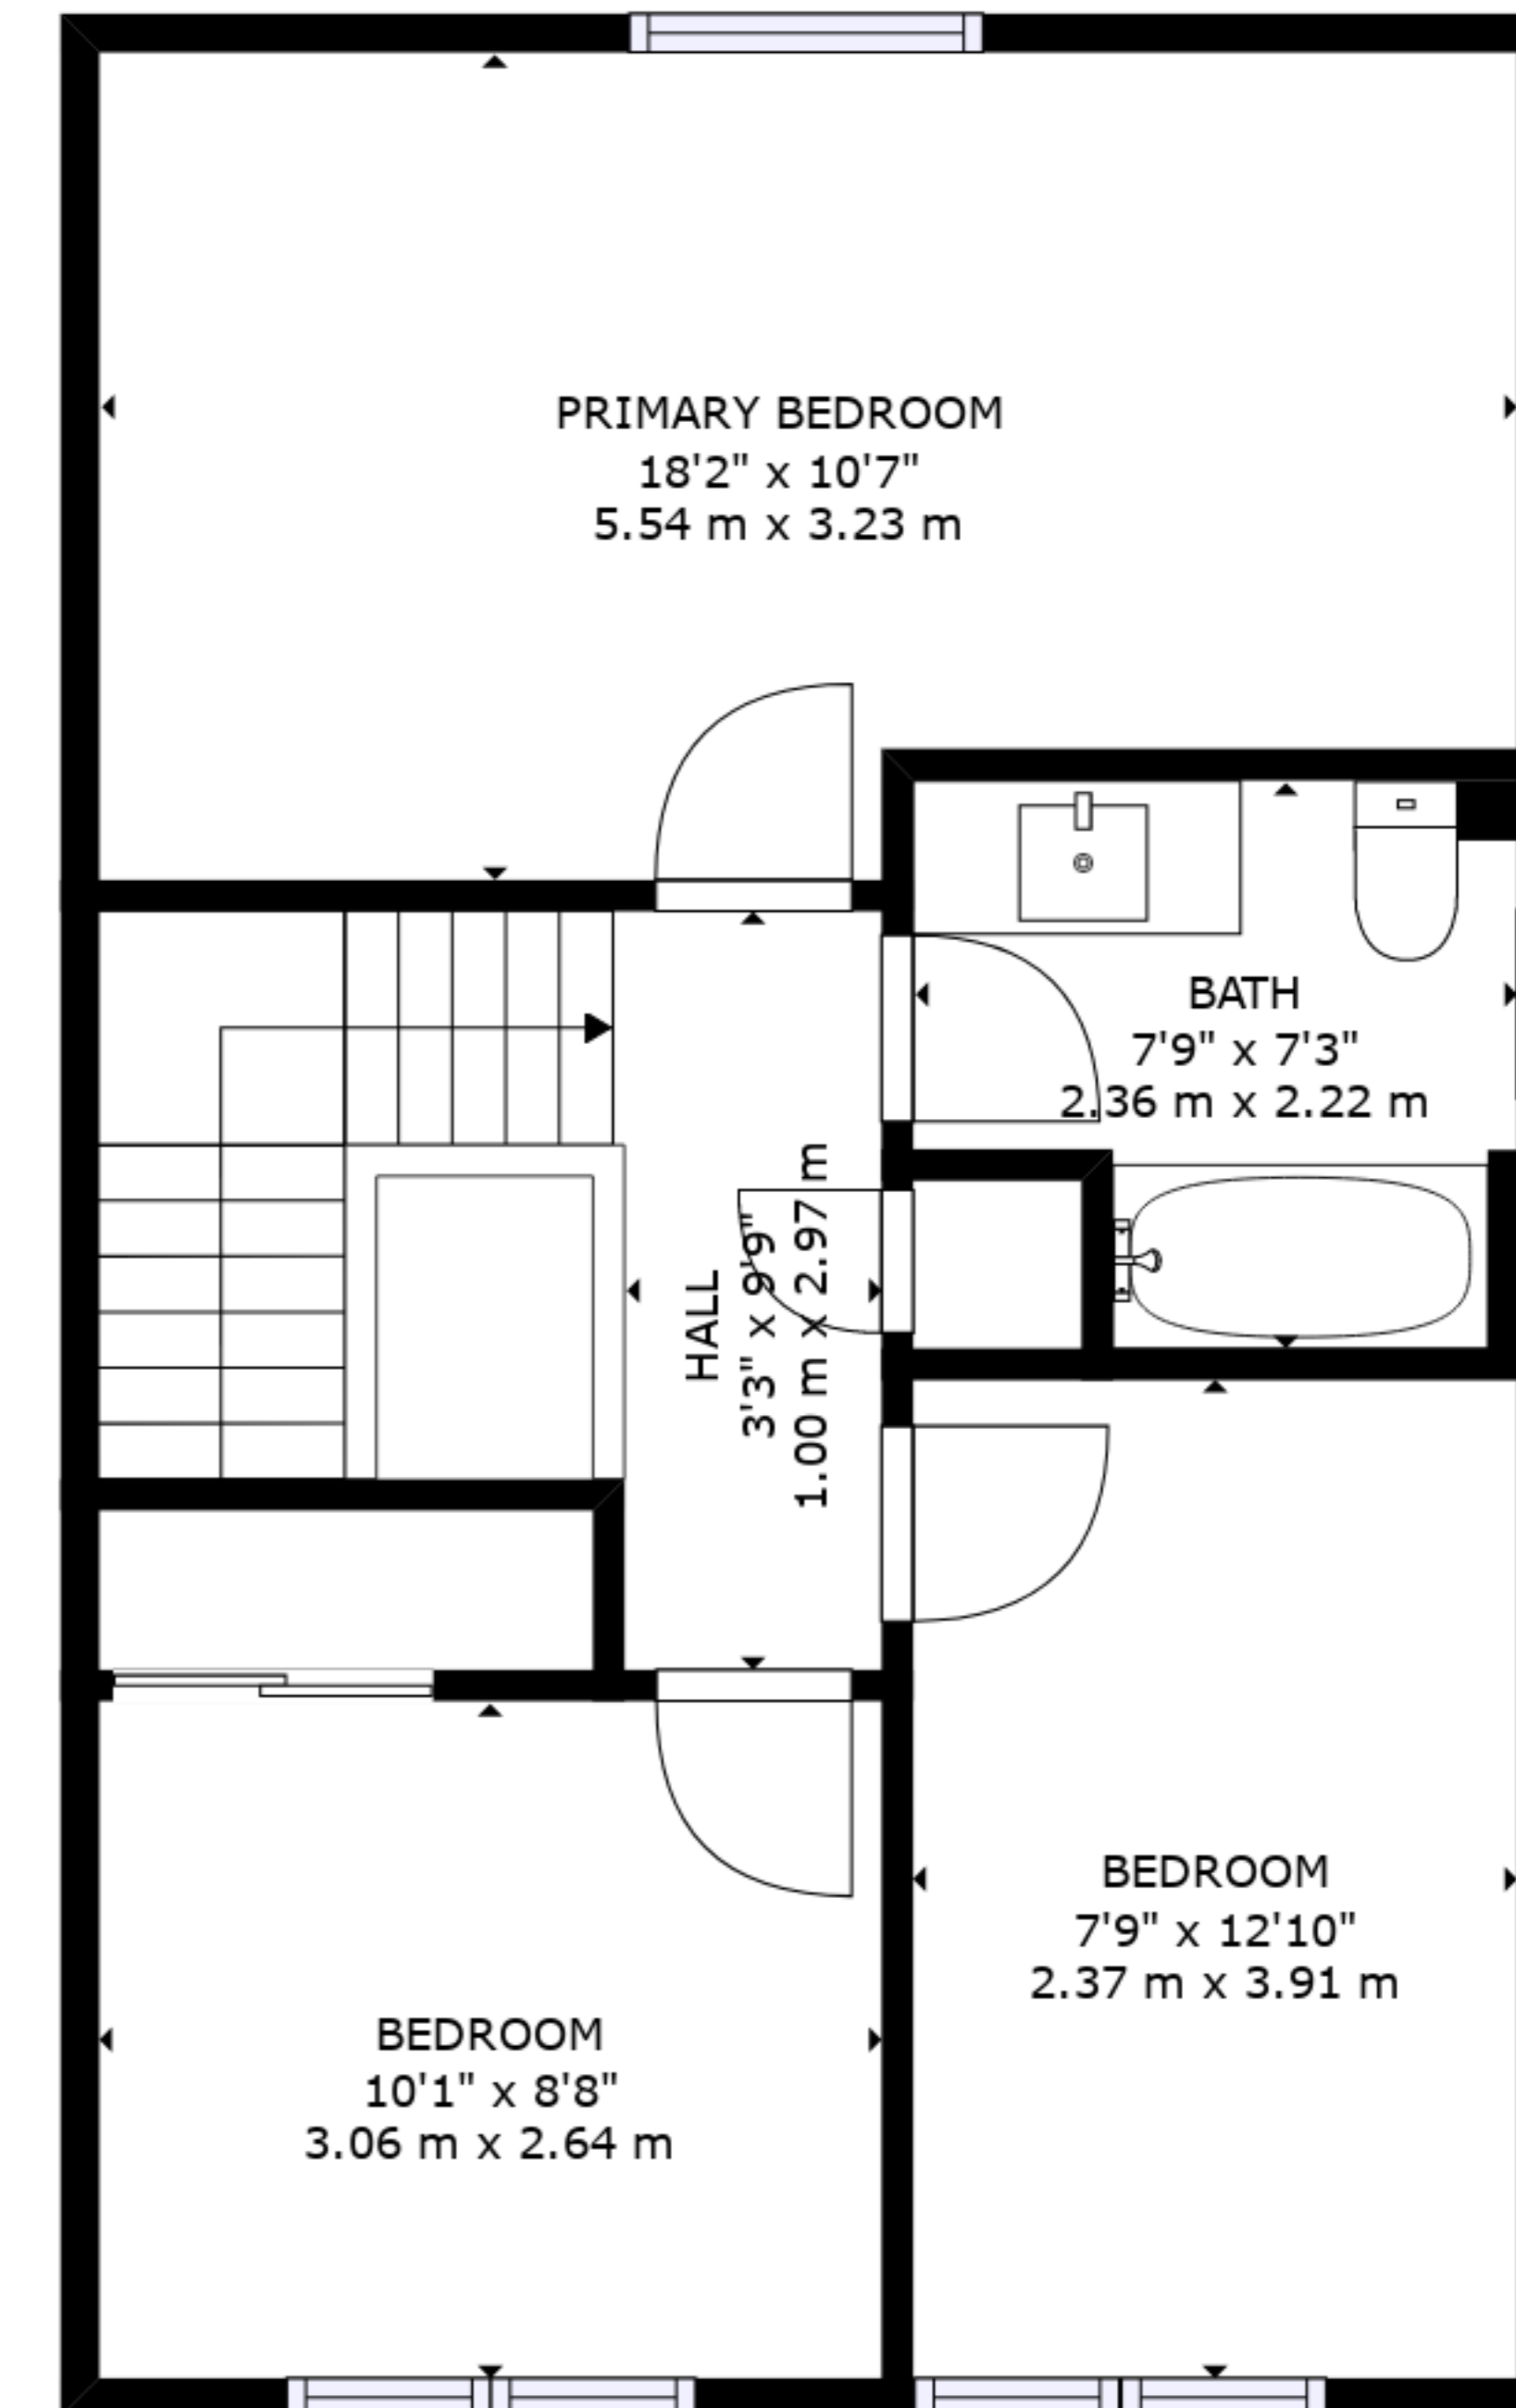 PRIMARY BEDROOM
18'2" x 10'7"
5.54 m x 3.23 m
BATH
7'9" x 7'3"
2.36 m x 2.22 m
HALL
3'3" x 9'9"
1.00 m x 2.97 m
BEDROOM
7'9" x 12'10"
2.37 m x 3.91 m
BEDROOM
10'1" x 8'8"
3.06 m x 2.64 m